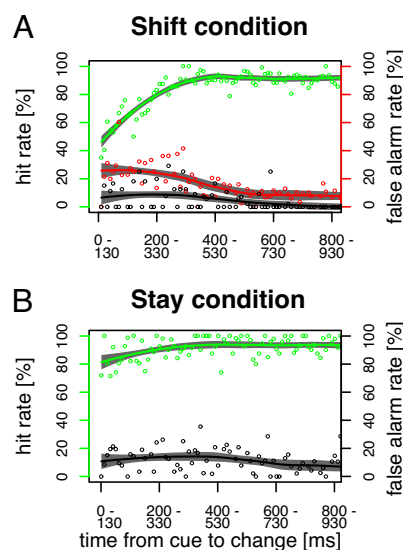 A Shift condition
hit rate [%]
100
80
60
40
20
0
false alarm rate [%]
100
80
60
40
20
0
0 - 130
200 - 330
400 - 530
600 - 730
800 - 930
B Stay condition
hit rate [%]
100
80
60
40
20
0
false alarm rate [%]
100
80
60
40
20
0
0 - 130
200 - 330
400 - 530
600 - 730
800 - 930
time from cue to change [ms]